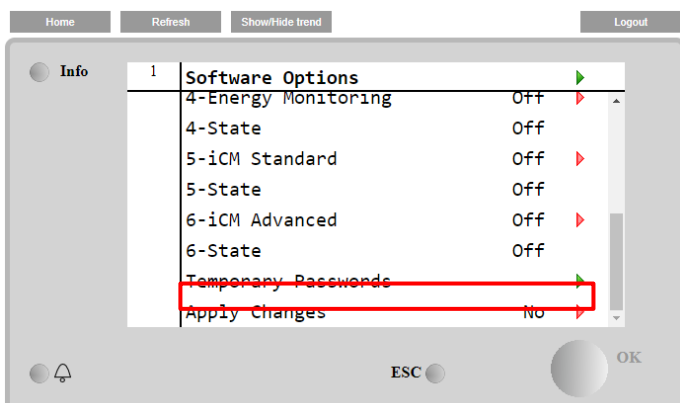 Home Refresh Show/Hide trend Logout
Info
1 Software Options
4-Energy Monitoring Off
4-State Off
5-iCM Standard Off
5-State Off
6-iCM Advanced Off
6-State Off
Temporary Passwords
Apply Changes No
ESC
OK